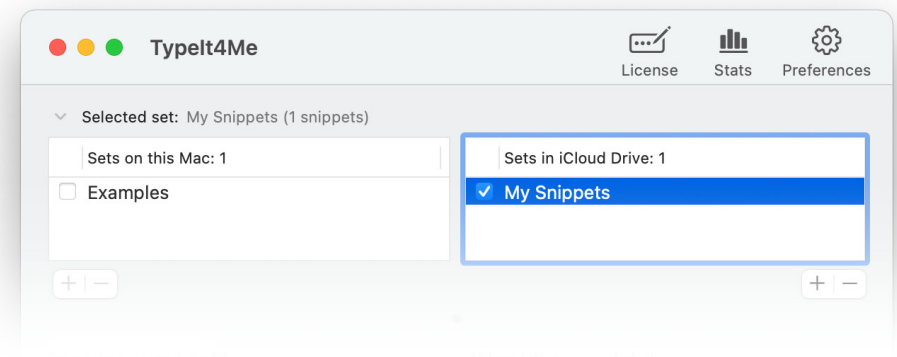 TypeIt4Me
License Stats Preferences
Selected set: My Snippets (1 snippets)
Sets on this Mac: 1
Examples
Sets in iCloud Drive: 1
My Snippets